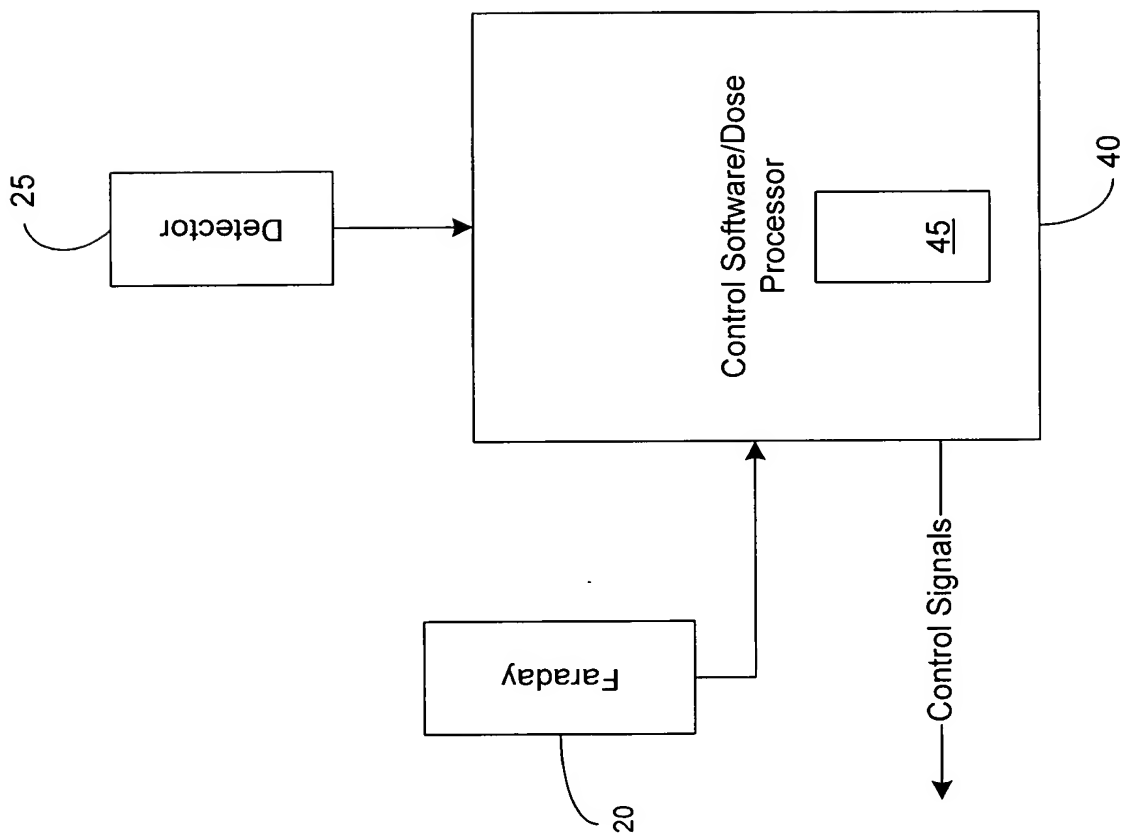 25
Detector
Control Software/Dose
Processor
45
40
Faraday
20
Control Signals